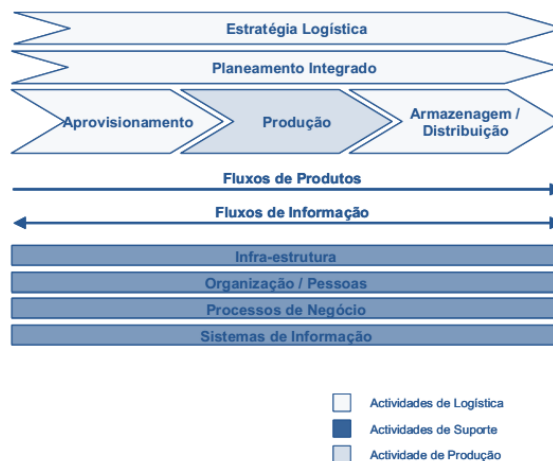 Estratégia Logística
Planeamento Integrado
Aprovisionamento
Produção
Armazenagem /
Distribuição
Fluxos de Produtos
Fluxos de Informação
Infra-estrutura
Organização / Pessoas
Processos de Negócio
Sistemas de Informação
Actividades de Logística
Actividades de Suporte
Actividade de Produção